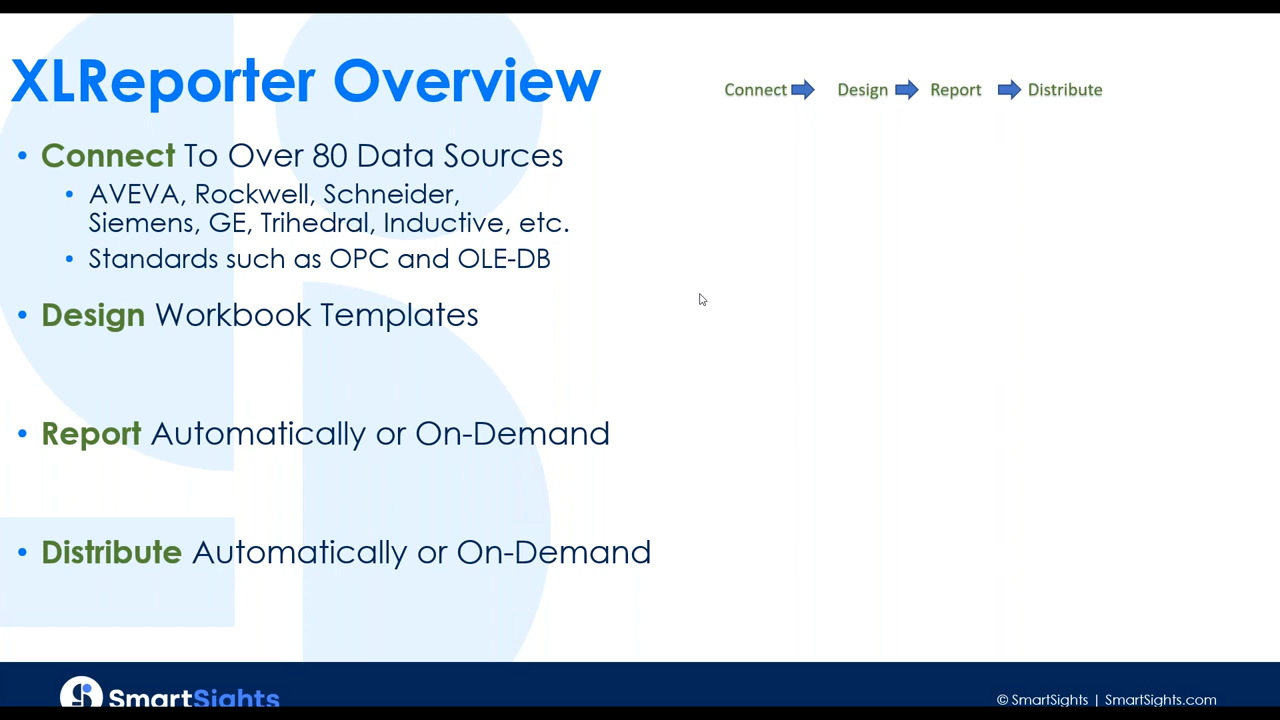 XLReporter Overview
Connect Design Report Distribute
• Connect To Over 80 Data Sources
• AVEVA, Rockwell, Schneider,
Siemens, GE, Trihedral, Inductive, etc.
• Standards such as OPC and OLE-DB
• Design Workbook Templates
• Report Automatically or On-Demand
• Distribute Automatically or On-Demand
SmartSights
© SmartSights | SmartSights.com